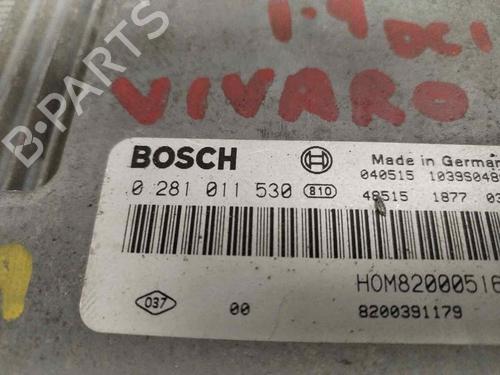 1.9 DCI
VIVARO
B-PARTS
BOSCH
Made in German
0 281 011 530 810
040515 1039S048
48515 1877 03
HOM82000516
037 00 8200391179